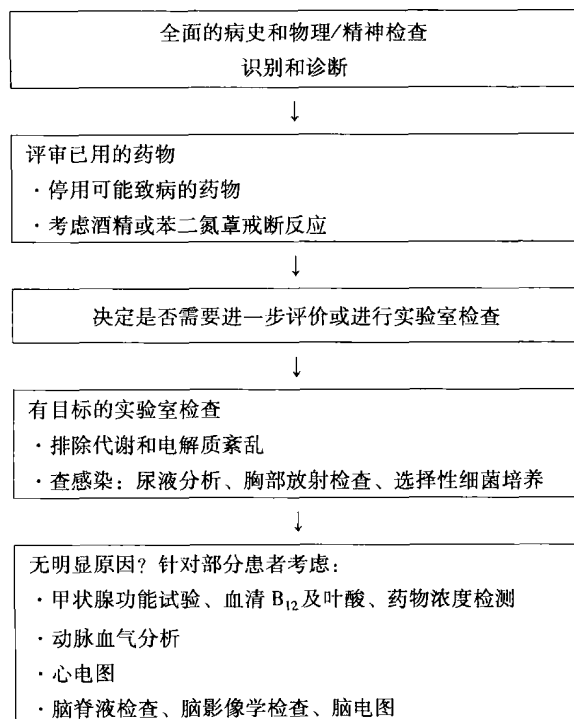 全面的病史和物理/精神检查
识别和诊断
↓
评审已用的药物
·停用可能致病的药物
·考虑酒精或苯二氮䓬戒断反应
↓
决定是否需要进一步评价或进行实验室检查
↓
有目标的实验室检查
·排除代谢和电解质紊乱
·查感染：尿液分析、胸部放射检查、选择性细菌培养
↓
无明显原因？针对部分患者考虑：
·甲状腺功能试验、血清 B₁₂及叶酸、药物浓度检测
·动脉血气分析
·心电图
·脑脊液检查、脑影像学检查、脑电图